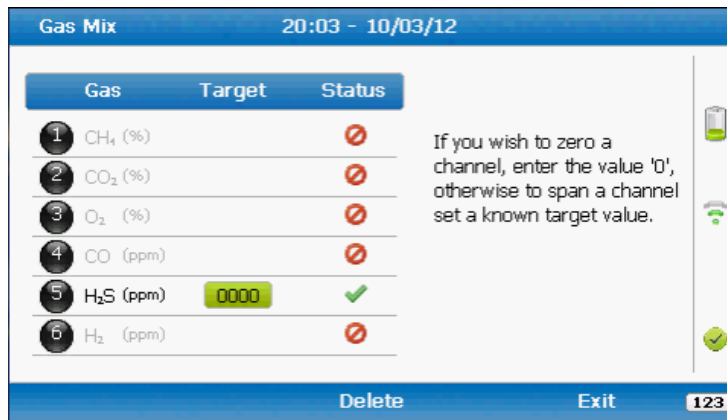 Gas Mix 20:03 - 10/03/12
Gas Target Status
1 CH₄ (%)
2 CO₂ (%)
3 O₂ (%)
4 CO (ppm)
5 H₂S (ppm) 0000
6 H₂ (ppm)
If you wish to zero a
channel, enter the value '0',
otherwise to span a channel
set a known target value.
Delete Exit 123